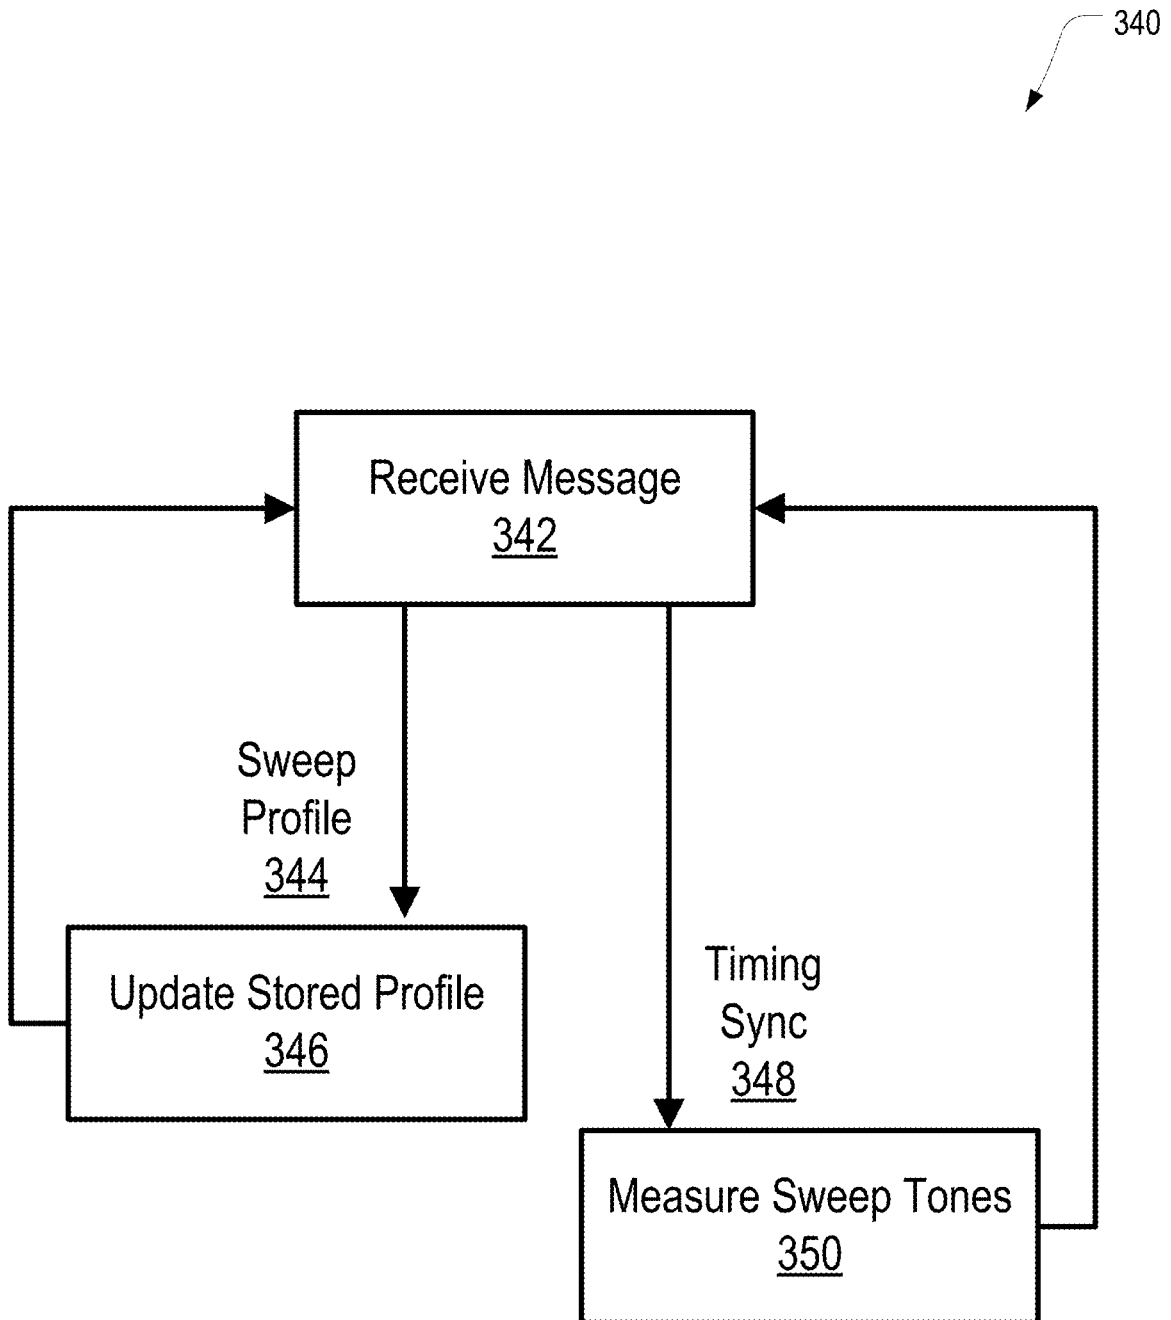 340
Receive Message
342
Sweep
Profile
344
Update Stored Profile
346
Timing
Sync
348
Measure Sweep Tones
350